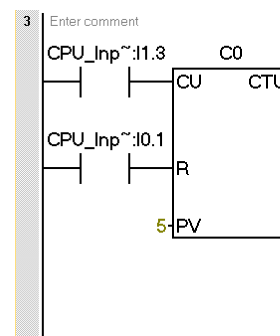 3 Enter comment
CPU_Inp~:I1.3 C0
CU CTU
CPU_Inp~:I0.1
R
5 PV